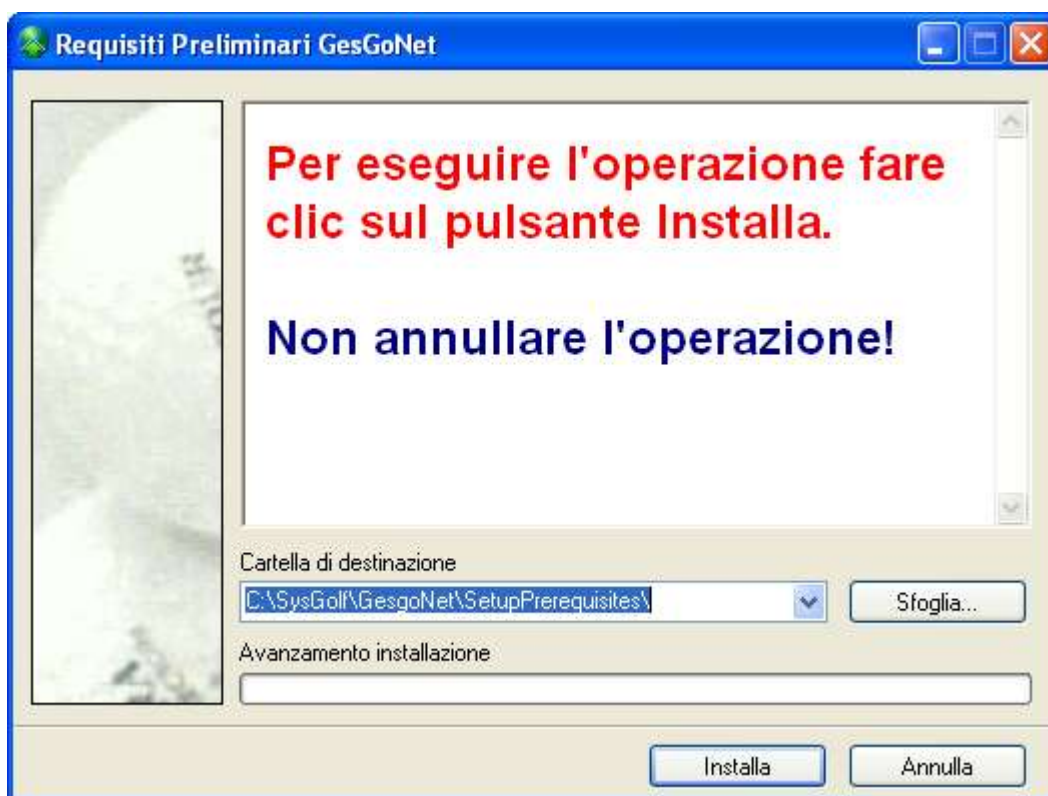 Requisiti Preliminari GesGoNet
Per eseguire l'operazione fare
clic sul pulsante Installa.
Non annullare l'operazione!
Cartella di destinazione
C:\SysGolf\GesgoNet\SetupPrerequisites\
Sfoglia...
Avanzamento installazione
Installa
Annulla